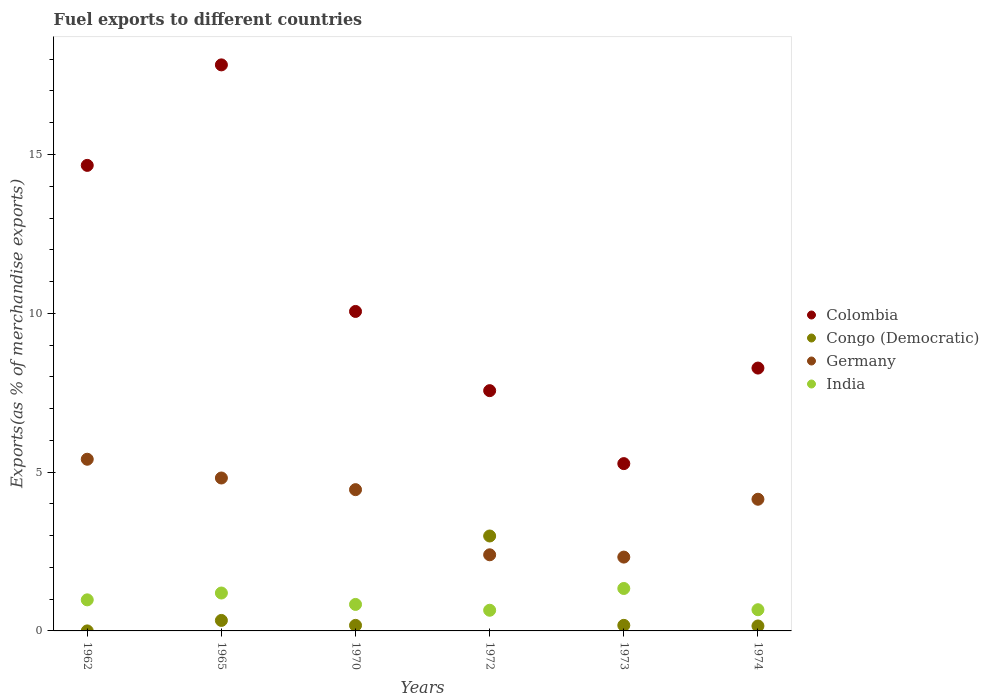 Fuel exports to different countries
Exports(as % of merchandise exports)
15
10
5
0
1962
1965
1970
1972
1973
1974
Years
Colombia
Congo (Democratic)
Germany
India